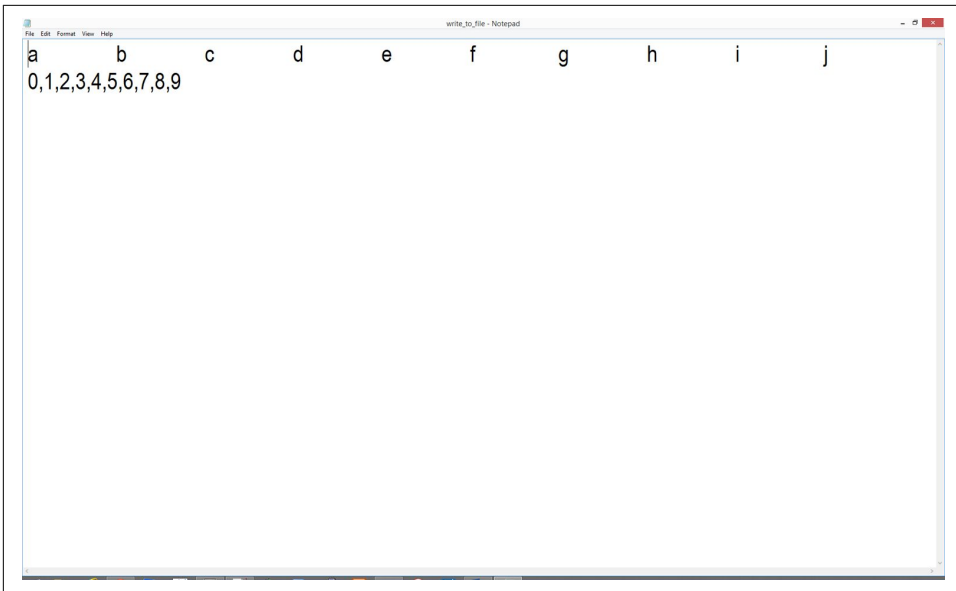 write_to_file - Notepad
File Edit Format View Help
a b c d e f g h i j
0,1,2,3,4,5,6,7,8,9